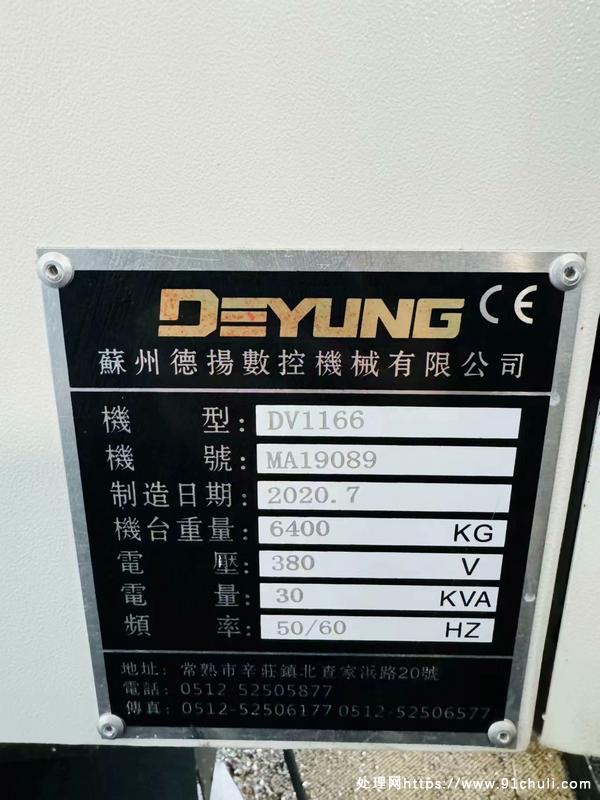 DEYUNG CE
蘇州德揚數控機械有限公司
機型: DV1166
機號: MA19089
制造日期: 2020.7
機台重量: 6400 KG
電壓: 380 V
電量: 30 KVA
頻率: 50/60 HZ
地址: 常熟市辛莊鎮北查家浜路20號
電話: 0512-52505877
傳真: 0512-52506177 0512-52506577
处理网https://www.91chuli.com/